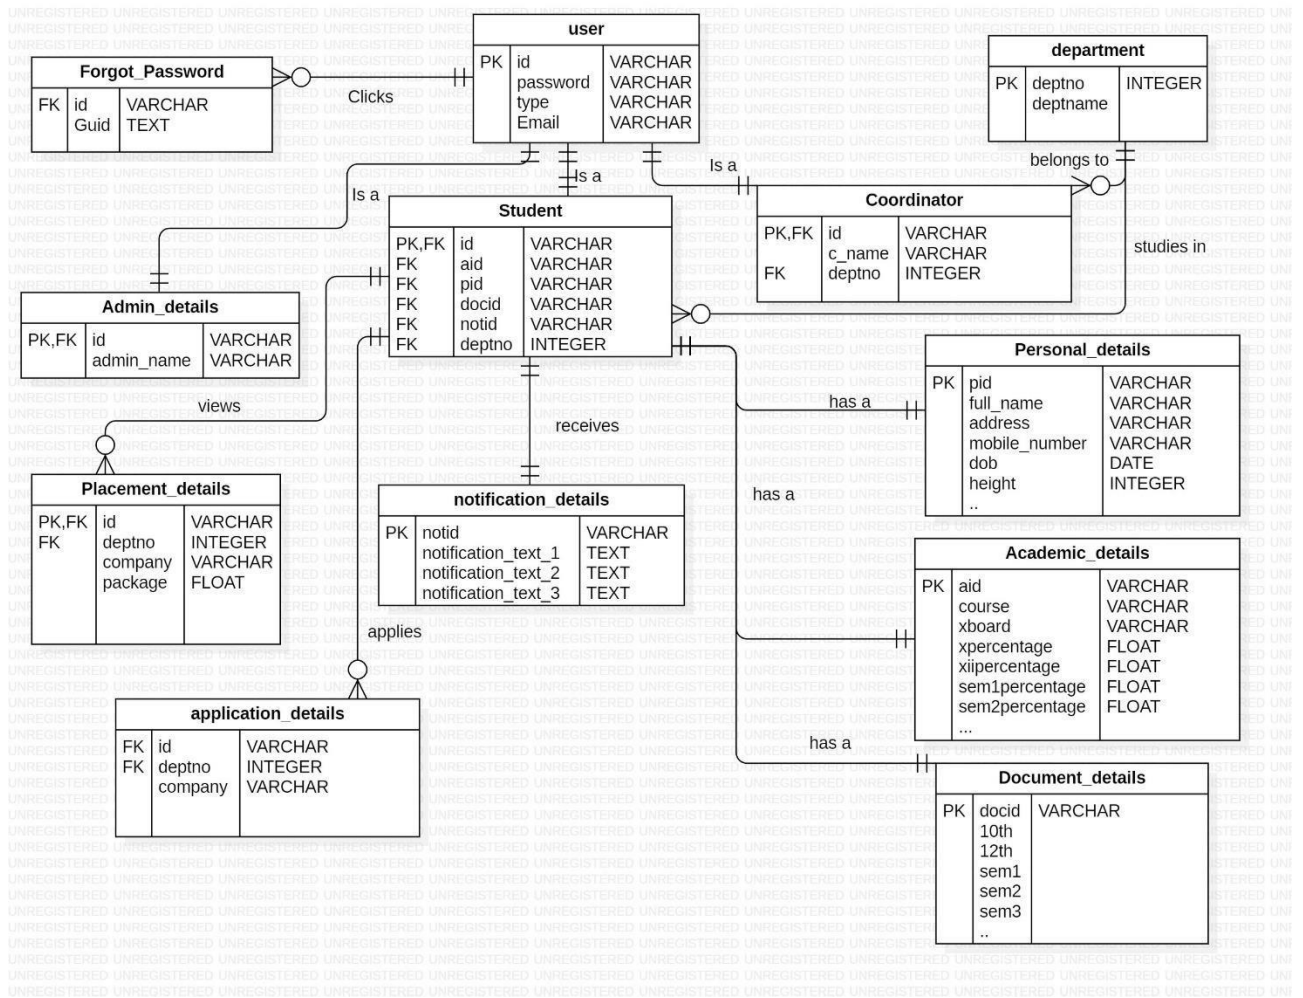 user
PK id VARCHAR
password VARCHAR
type VARCHAR
Email VARCHAR
Forgot_Password
FK id VARCHAR
Guid TEXT
Clicks
department
PK deptno INTEGER
deptname
belongs to
Is a
Is a
Is a
Coordinator
PK,FK id VARCHAR
c_name VARCHAR
FK deptno INTEGER
studies in
Student
PK,FK id VARCHAR
FK aid VARCHAR
FK pid VARCHAR
FK docid VARCHAR
FK notid VARCHAR
FK deptno INTEGER
Admin_details
PK,FK id VARCHAR
admin_name VARCHAR
views
receives
has a
has a
Personal_details
PK pid VARCHAR
full_name VARCHAR
address VARCHAR
mobile_number VARCHAR
dob DATE
height INTEGER
..
Placement_details
PK,FK id VARCHAR
FK deptno INTEGER
company VARCHAR
package FLOAT
notification_details
PK notid VARCHAR
notification_text_1 TEXT
notification_text_2 TEXT
notification_text_3 TEXT
Academic_details
PK aid VARCHAR
course VARCHAR
xboard VARCHAR
xpercentage FLOAT
xiipercentage FLOAT
sem1percentage FLOAT
sem2percentage FLOAT
...
applies
application_details
FK id VARCHAR
FK deptno INTEGER
company VARCHAR
has a
Document_details
PK docid VARCHAR
10th
12th
sem1
sem2
sem3
..
UNREGISTERED